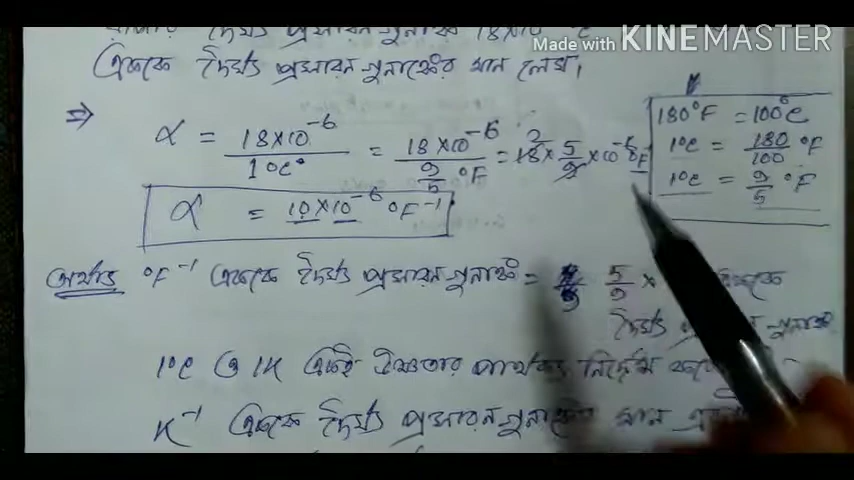 Made with KINEMASTER
এককে দৈর্ঘ্য প্রসারণ গুণাঙ্কের মান লেখ।
⇒ α = 18×10⁻⁶ / 1°C = 18×10⁻⁶ / 9/5 °F = 18 × 5/9 × 10⁻⁶ °F
α = 10×10⁻⁶ °F⁻¹
180°F = 100°C
1°C = 180/100 °F
1°C = 9/5 °F
অর্থাৎ °F⁻¹ এককে দৈর্ঘ্য প্রসারণ গুণাঙ্ক = 5/9 × এককে
দৈর্ঘ্য গুণাঙ্ক
1°C ও 1K একই উষ্ণতার পার্থক্য নির্দেশ
K⁻¹ এককে দৈর্ঘ্য প্রসারণ গুণাঙ্কের মান